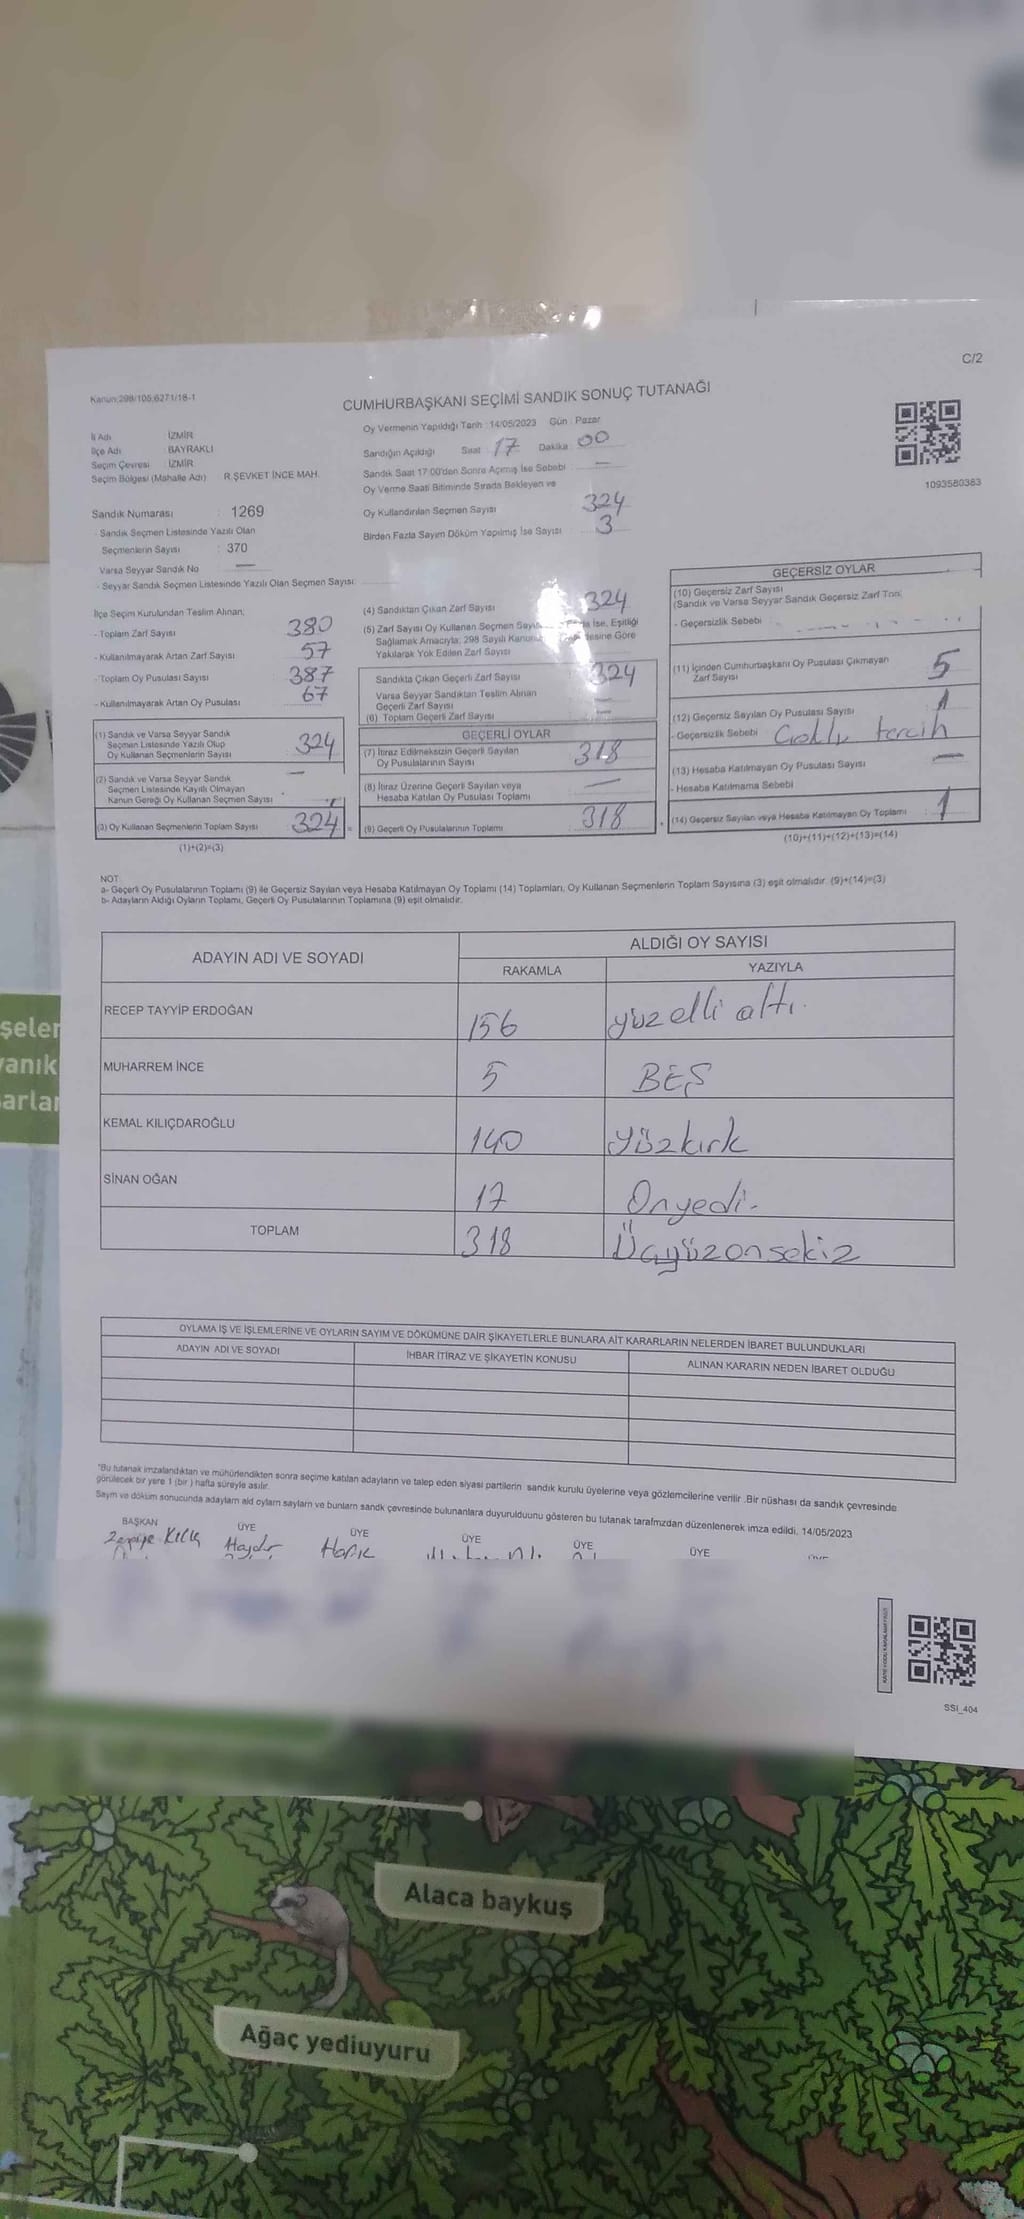 C/2
Kanun:298/105;6271/18-1
CUMHURBAŞKANI SEÇİMİ SANDIK SONUÇ TUTANAĞI
İli Adı İZMİR
İlçe Adı BAYRAKLI
Seçim Çevresi İZMİR
Seçim Bölgesi (Mahalle Adı) R.ŞEVKET İNCE MAH.
Oy Vermenin Yapıldığı Tarih : 14/05/2023 Gün : Pazar
Sandığın Açıldığı Saat 17 Dakika 00
Sandık Saat 17:00'den Sonra Açımış İse Sebebi —
Oy Verme Saati Bitiminde Sırada Bekleyen ve
Oy Kullandırılan Seçmen Sayısı 324
Birden Fazla Sayım Döküm Yapılmış İse Sayısı 3
1093580383
Sandık Numarası : 1269
- Sandık Seçmen Listesinde Yazılı Olan
Seçmenlerin Sayısı : 370
Varsa Seyyar Sandık No —
- Seyyar Sandık Seçmen Listesinde Yazılı Olan Seçmen Sayısı
İlçe Seçim Kurulundan Teslim Alınan;
- Toplam Zarf Sayısı 380
- Kullanılmayarak Artan Zarf Sayısı 57
- Toplam Oy Pusulası Sayısı 387
- Kullanılmayarak Artan Oy Pusulası 67
(1) Sandık ve Varsa Seyyar Sandık
Seçmen Listesinde Yazılı Olup
Oy Kullanan Seçmenlerin Sayısı 324
(2) Sandık ve Varsa Seyyar Sandık
Seçmen Listesinde Kayıtlı Olmayan
Kanun Gereği Oy Kullanan Seçmen Sayısı —
(3) Oy Kullanan Seçmenlerin Toplam Sayısı 324 =
(1)+(2)=(3)
(4) Sandıktan Çıkan Zarf Sayısı 324
(5) Zarf Sayısı Oy Kullanan Seçmen İse, Eşitliği
Sağlamak Amacıyla; 298 Sayılı Göre
Yakılarak Yok Edilen Zarf Sayısı
Sandıkta Çıkan Geçerli Zarf Sayısı 324
Varsa Seyyar Sandıktan Teslim Alınan
Geçerli Zarf Sayısı —
(6) Toplam Geçerli Zarf Sayısı
GEÇERLİ OYLAR
(7) İtiraz Edilmeksizin Geçerli Sayılan
Oy Pusulalarının Sayısı 318
(8) İtiraz Üzerine Geçerli Sayılan veya
Hesaba Katılan Oy Pusulası Toplamı —
(9) Geçerli Oy Pusulalarının Toplamı 318
GEÇERSİZ OYLAR
(10) Geçersiz Zarf Sayısı
(Sandık ve Varsa Seyyar Sandık Geçersiz Zarf
- Geçersizlik Sebebi
(11) İçinden Cumhurbaşkanı Oy Pusulası Çıkmayan
Zarf Sayısı 5
(12) Geçersiz Sayılan Oy Pusulası Sayısı 1
- Geçersizlik Sebebi Çoklu tercih
(13) Hesaba Katılmayan Oy Pusulası Sayısı —
- Hesaba Katılmama Sebebi
(14) Geçersiz Sayılan veya Hesaba Katılmayan Oy Toplamı 1
(10)+(11)+(12)+(13)=(14)
NOT:
a- Geçerli Oy Pusulalarının Toplamı (9) ile Geçersiz Sayılan veya Hesaba Katılmayan Oy Toplamı (14) Toplamları, Oy Kullanan Seçmenlerin Toplam Sayısına (3) eşit olmalıdır. (9)+(14)=(3)
b- Adayların Aldığı Oyların Toplamı, Geçerli Oy Pusulalarının Toplamına (9) eşit olmalıdır.
ADAYIN ADI VE SOYADI
ALDIĞI OY SAYISI
RAKAMLA YAZIYLA
RECEP TAYYİP ERDOĞAN 156 yüzelli altı.
MUHARREM İNCE 5 BEŞ
KEMAL KILIÇDAROĞLU 140 yüzkırk
SİNAN OĞAN 17 Onyedi-
TOPLAM 318 Üçyüzonsekiz
OYLAMA İŞ VE İŞLEMLERİNE VE OYLARIN SAYIM VE DÖKÜMÜNE DAİR ŞİKAYETLERLE BUNLARA AİT KARARLARIN NELERDEN İBARET BULUNDUKLARI
ADAYIN ADI VE SOYADI İHBAR İTİRAZ VE ŞİKAYETİN KONUSU ALINAN KARARIN NEDEN İBARET OLDUĞU
"Bu tutanak imzalandıktan ve mühürlendikten sonra seçime katılan adayların ve talep eden siyasi partilerin sandık kurulu üyelerine veya gözlemcilerine verilir .Bir nüshası da sandık çevresinde
görülecek bir yere 1 (bir ) hafta süreyle asılır.
Sayım ve döküm sonucunda adayların ald oyların sayların ve bunların sandk çevresinde bulunanlara duyurulduunu gösteren bu tutanak tarafmzdan düzenlenerek imza edildi. 14/05/2023
BAŞKAN ÜYE ÜYE ÜYE ÜYE ÜYE
Kılıç Haydar
SSI_404
şeler
yanık
arlar
Alaca baykuş
Ağaç yediuyuru